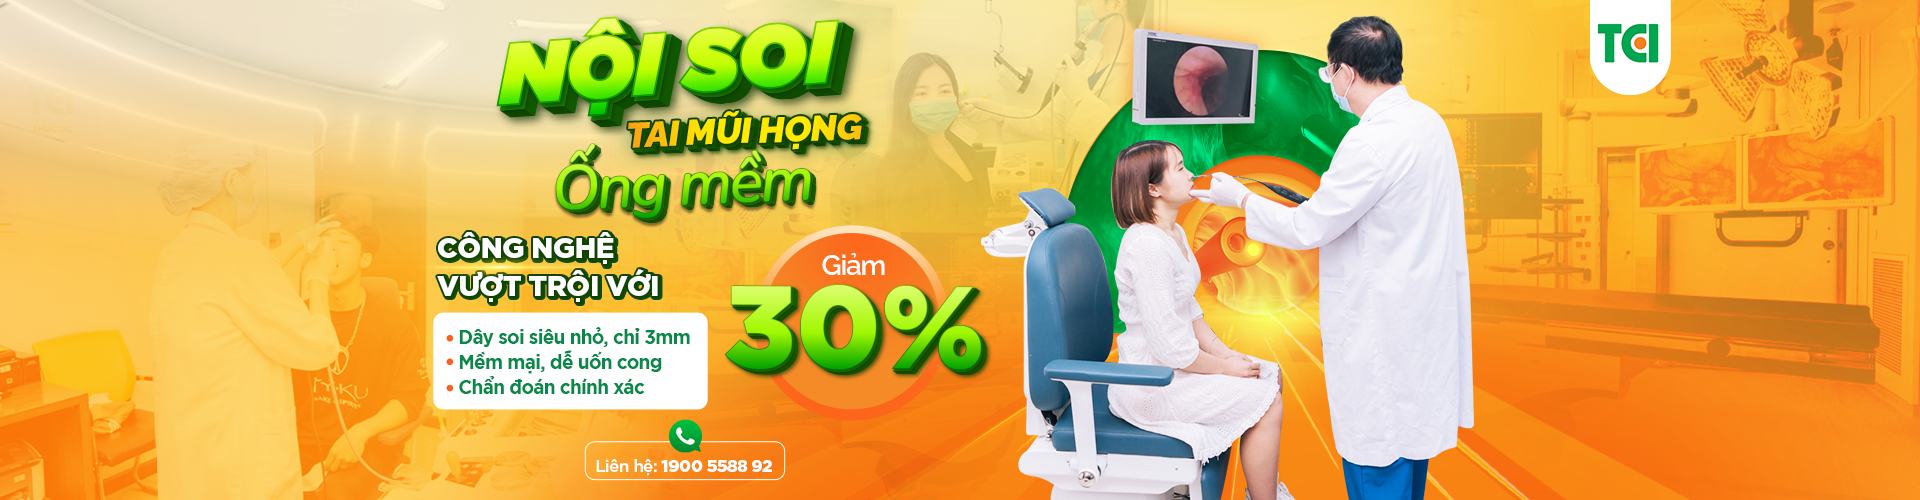 NỘI SOI
TAI MŨI HỌNG
Ống mềm
CÔNG NGHỆ
VƯỢT TRỘI VỚI
• Dây soi siêu nhỏ, chỉ 3mm
• Mềm mại, dễ uốn cong
• Chẩn đoán chính xác
Giảm
30%
Liên hệ: 1900 5588 92
TCI